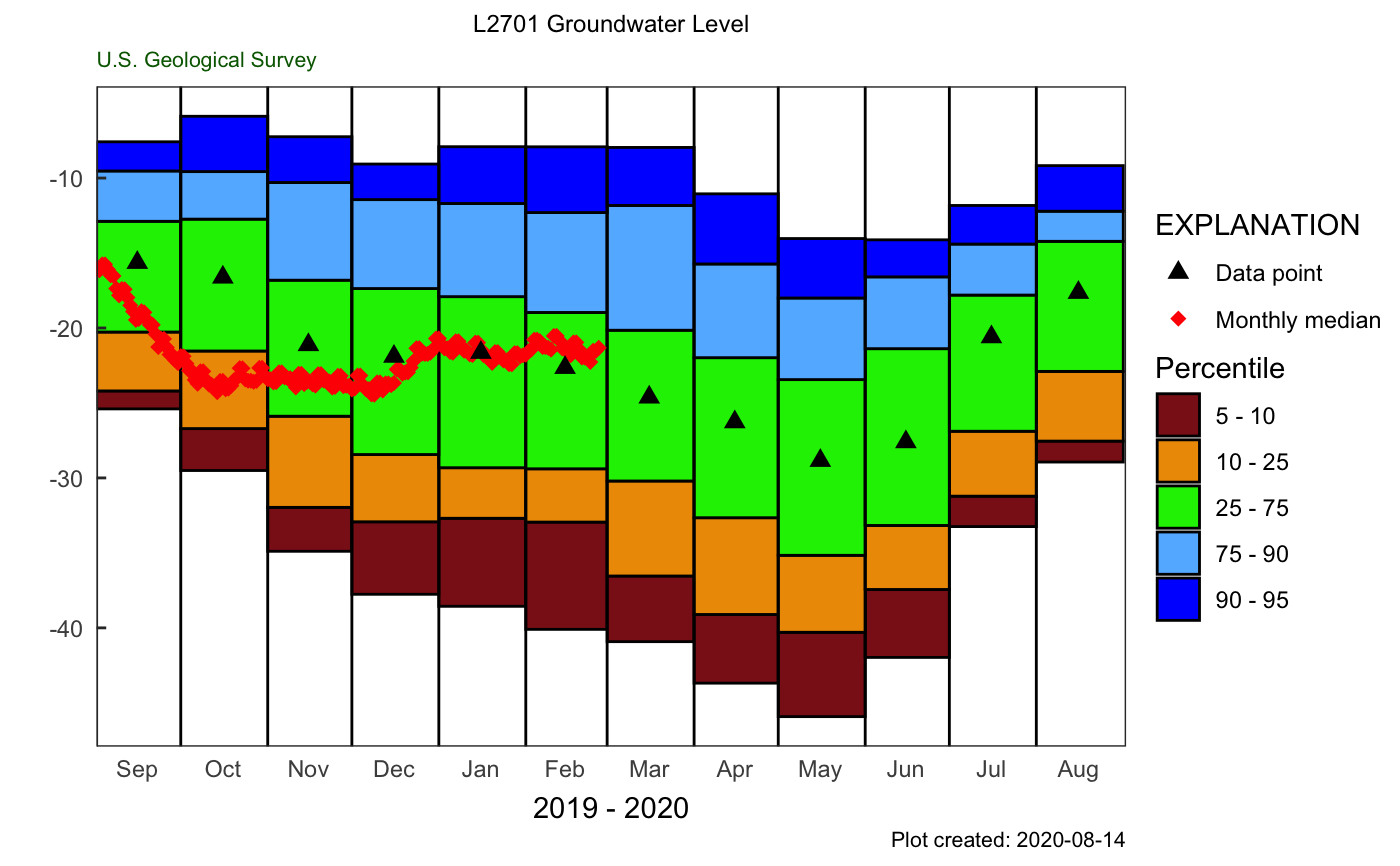 L2701 Groundwater Level
U.S. Geological Survey
-10
-20
-30
-40
Sep Oct Nov Dec Jan Feb Mar Apr May Jun Jul Aug
2019 - 2020
EXPLANATION
Data point
Monthly median
Percentile
5 - 10
10 - 25
25 - 75
75 - 90
90 - 95
Plot created: 2020-08-14